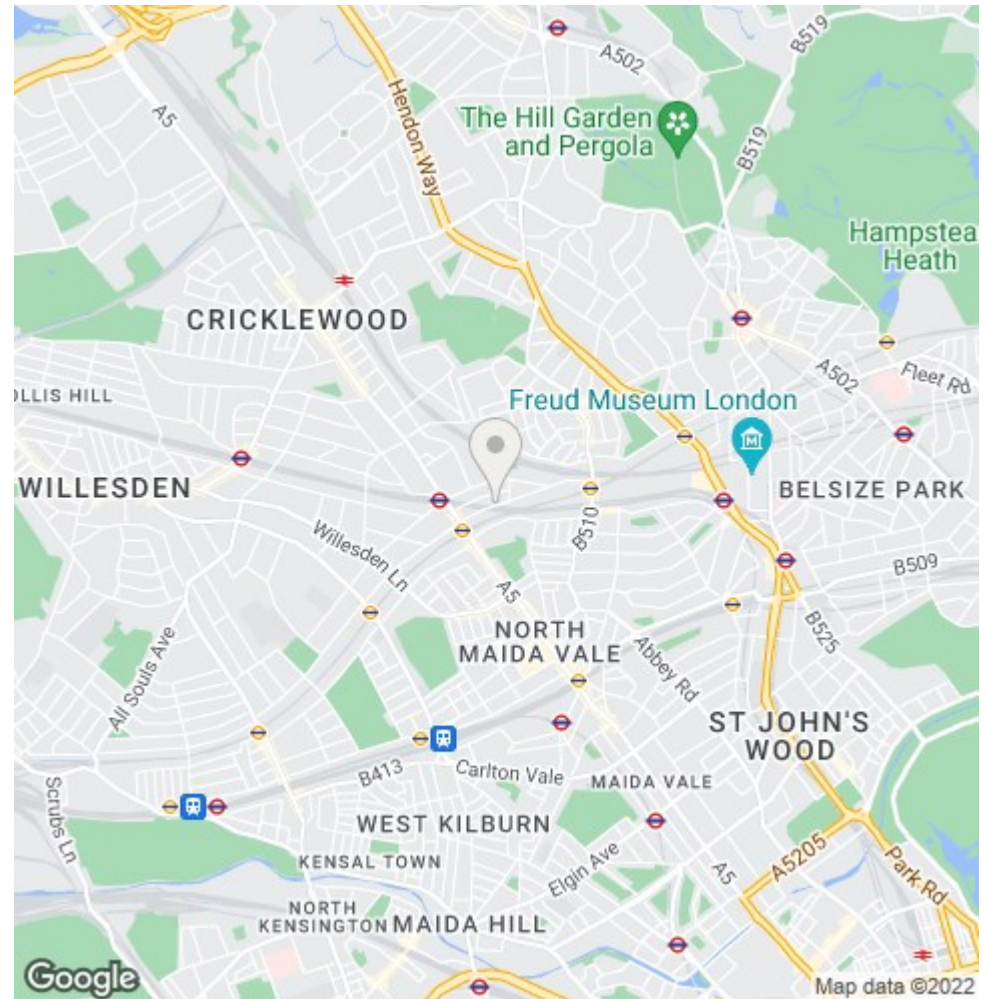 B519
A502
A5
Hendon Way
The Hill Garden
and Pergola
B519
Hampstea
Heath
CRICKLEWOOD
A502
Fleet Rd
OLLIS HILL
Freud Museum London
M
WILLESDEN
BELSIZE PARK
B510
Willesden Ln
A5
B509
NORTH
MAIDA VALE
Abbey Rd
B525
All Souls Ave
ST JOHN'S
WOOD
B413
Carlton Vale
MAIDA VALE
Scrubs Ln
WEST KILBURN
KENSAL TOWN
Elgin Ave
A5
A5205
Park Rd
NORTH
KENSINGTON
MAIDA HILL
Google
Map data ©2022